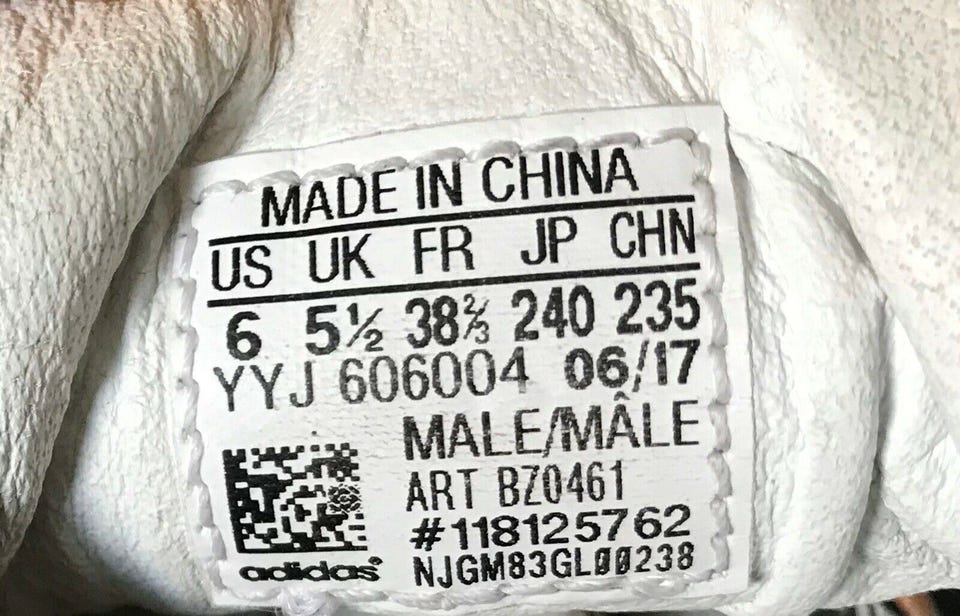 MADE IN CHINA
US UK FR JP CHN
6 5½ 38⅔ 240 235
YYJ 606004 06/17
MALE/MÂLE
ART BZ0461
#118125762
adidas® NJGM83GL00238